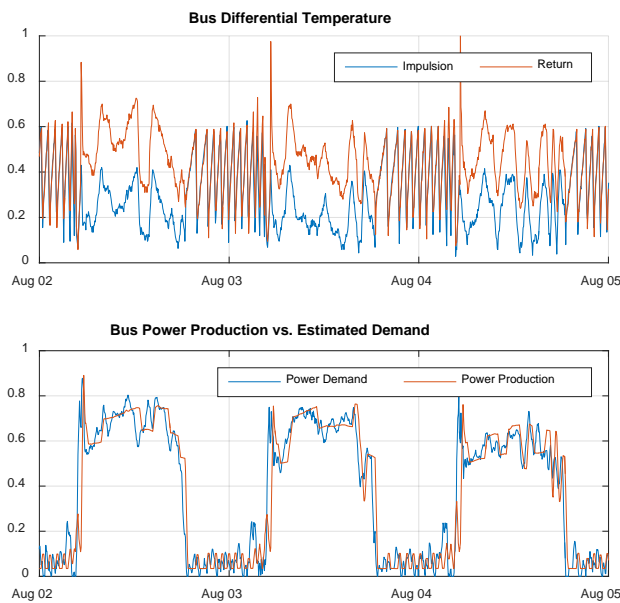 Bus Differential Temperature
1
Impulsion Return
0.8
0.6
0.4
0.2
0
Aug 02 Aug 03 Aug 04 Aug 05
Bus Power Production vs. Estimated Demand
1
Power Demand Power Production
0.8
0.6
0.4
0.2
0
Aug 02 Aug 03 Aug 04 Aug 05